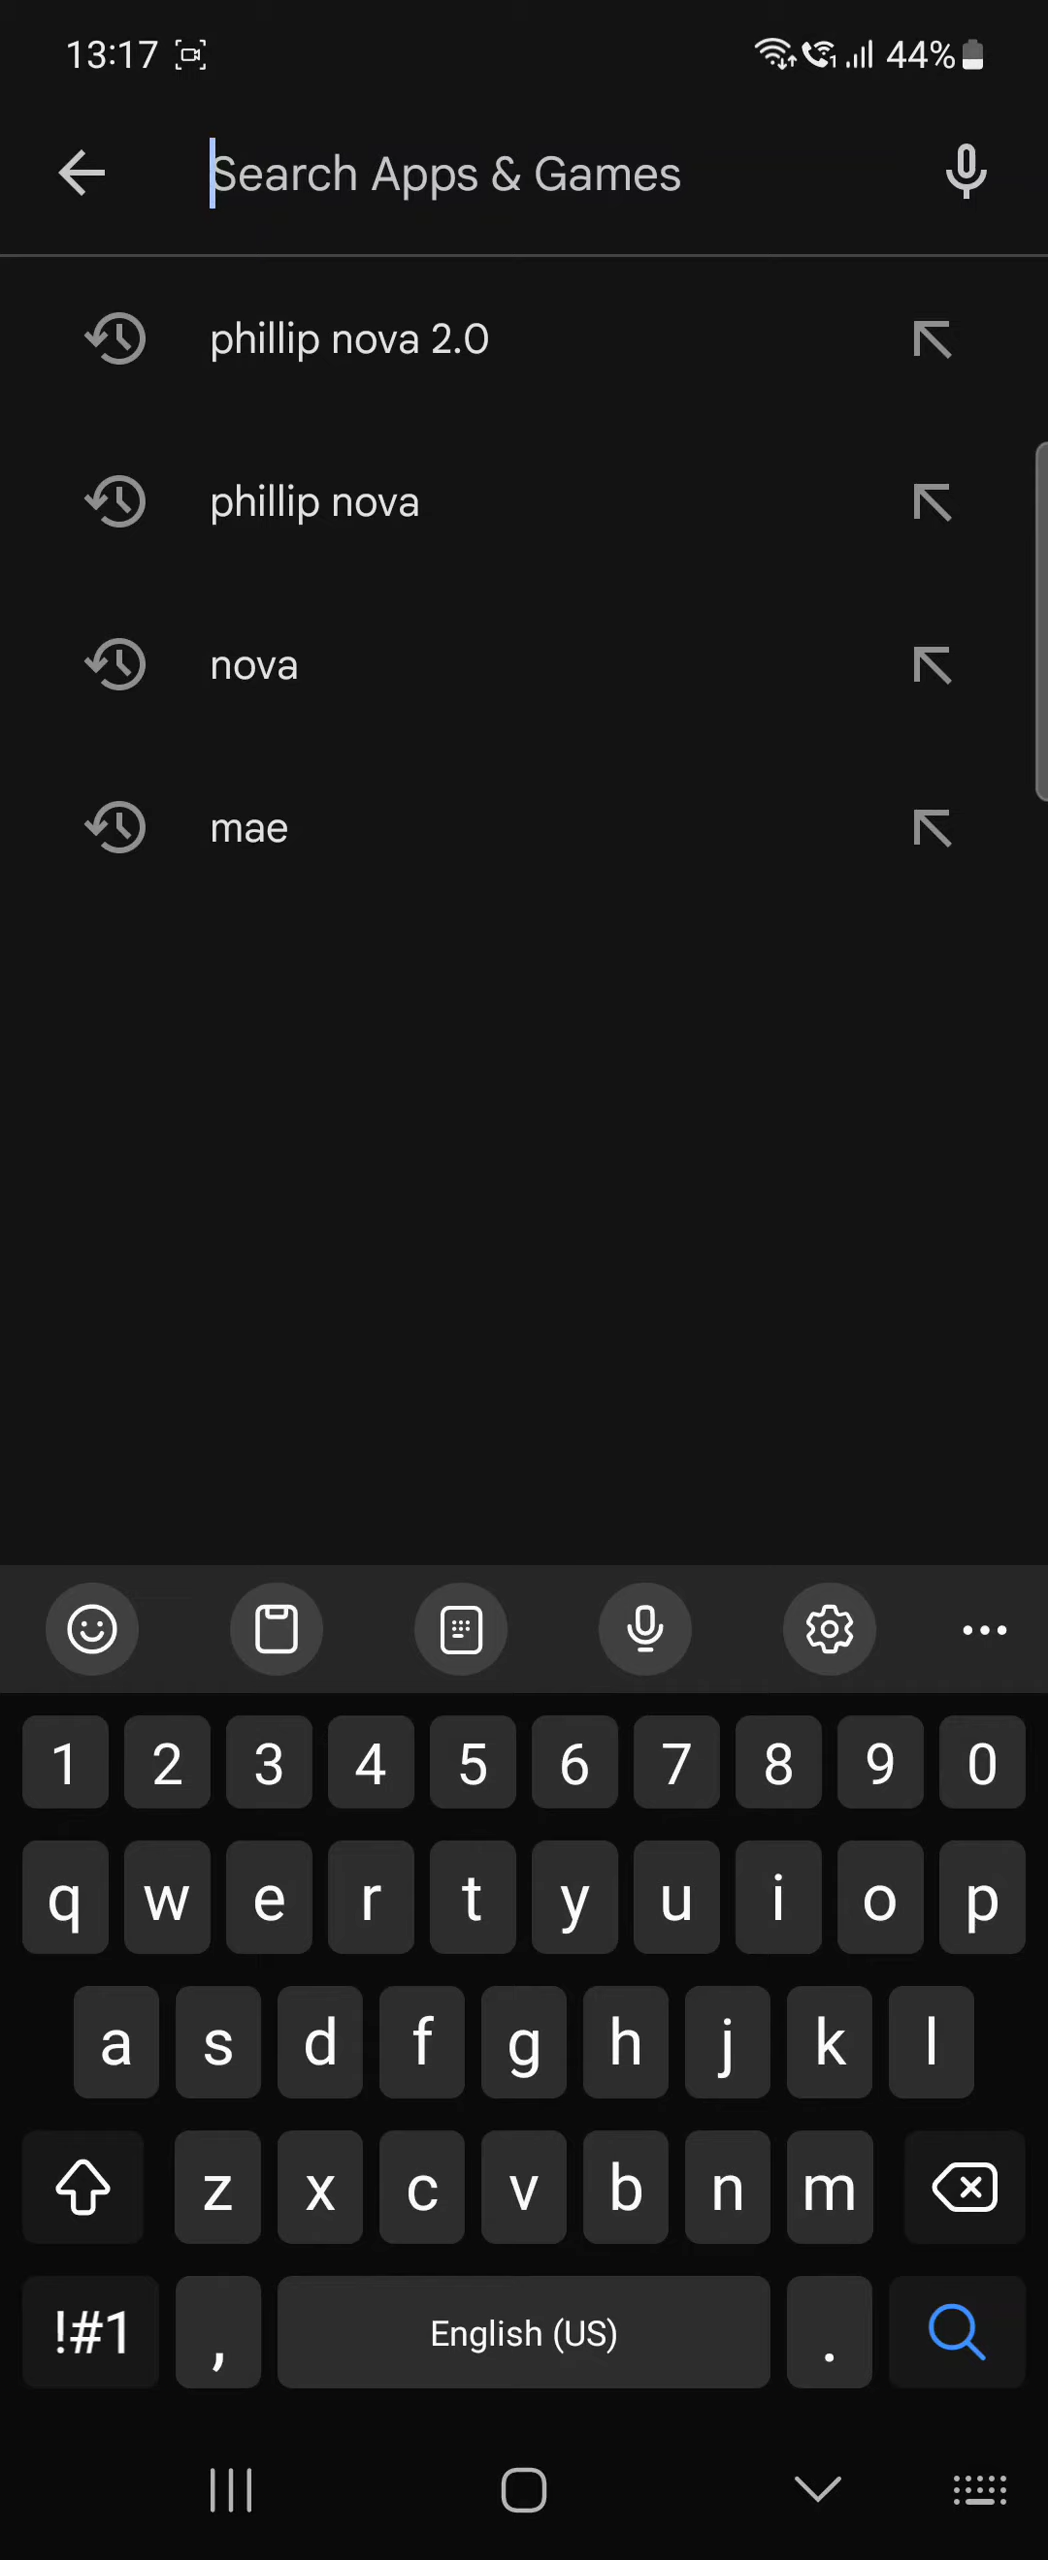 13:17
44%
Search Apps & Games
phillip nova 2.0
phillip nova
nova
mae
1 2 3 4 5 6 7 8 9 0
q w e r t y u i o p
a s d f g h j k l
z x c v b n m
!#1 , English (US) .